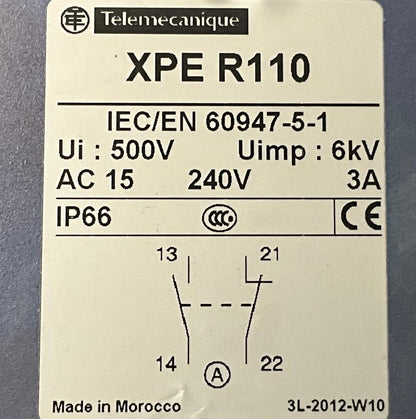 Telemecanique
XPE R110
IEC/EN 60947-5-1
Ui : 500V Uimp : 6kV
AC 15 240V 3A
IP66 CCC CE
13 21
14 A 22
Made in Morocco 3L-2012-W10